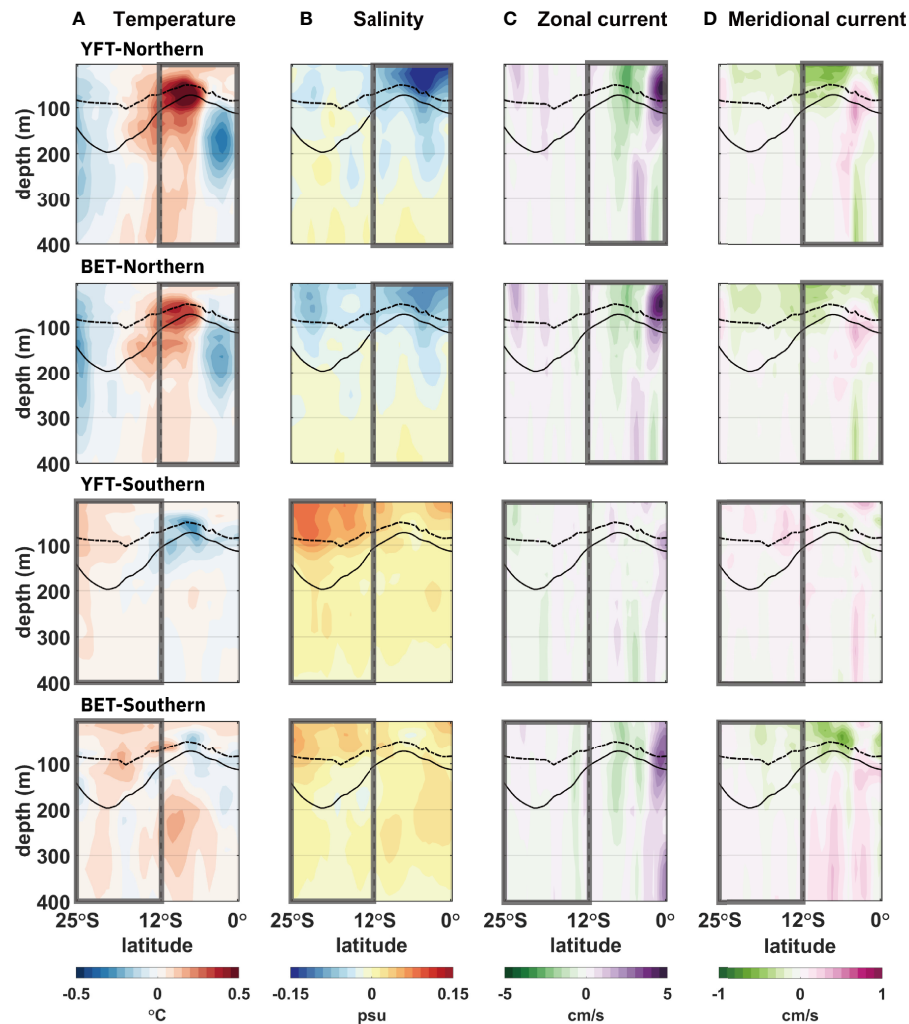 A Temperature B Salinity C Zonal current D Meridional current
YFT-Northern
depth (m)
100
200
300
400
BET-Northern
depth (m)
100
200
300
400
YFT-Southern
depth (m)
100
200
300
400
BET-Southern
depth (m)
100
200
300
400
25°S 12°S 0° 25°S 12°S 0° 25°S 12°S 0° 25°S 12°S 0°
latitude latitude latitude latitude
-0.5 0 0.5 -0.15 0 0.15 -5 0 5 -1 0 1
°C psu cm/s cm/s